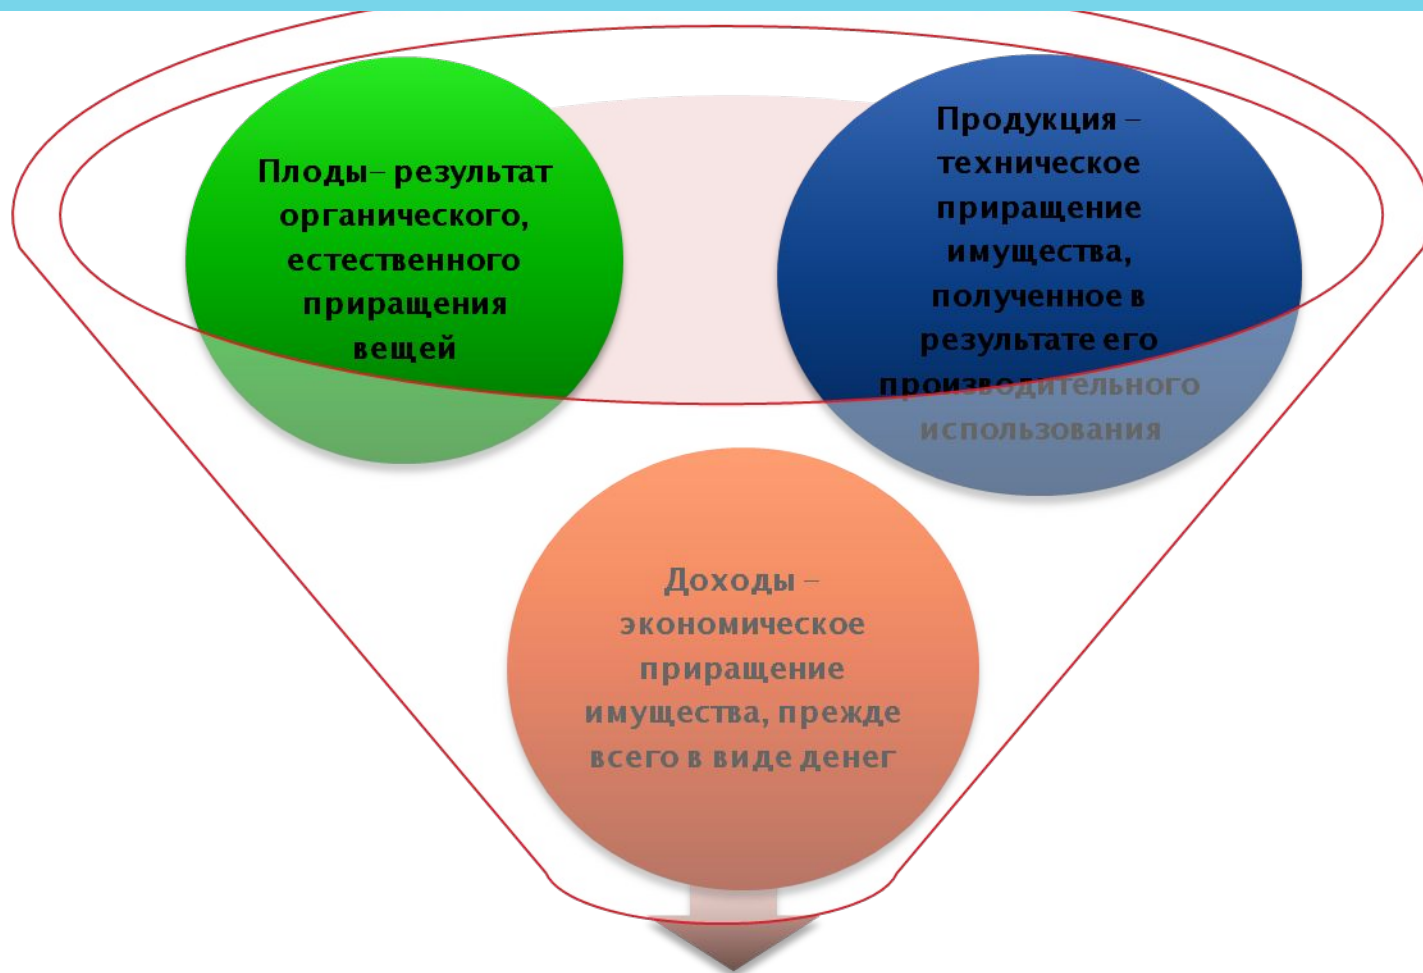 Плоды– результат
органического,
естественного
приращения
вещей
Продукция –
техническое
приращение
имущества,
полученное в
результате его
производительного
использования
Доходы –
экономическое
приращение
имущества, прежде
всего в виде денег